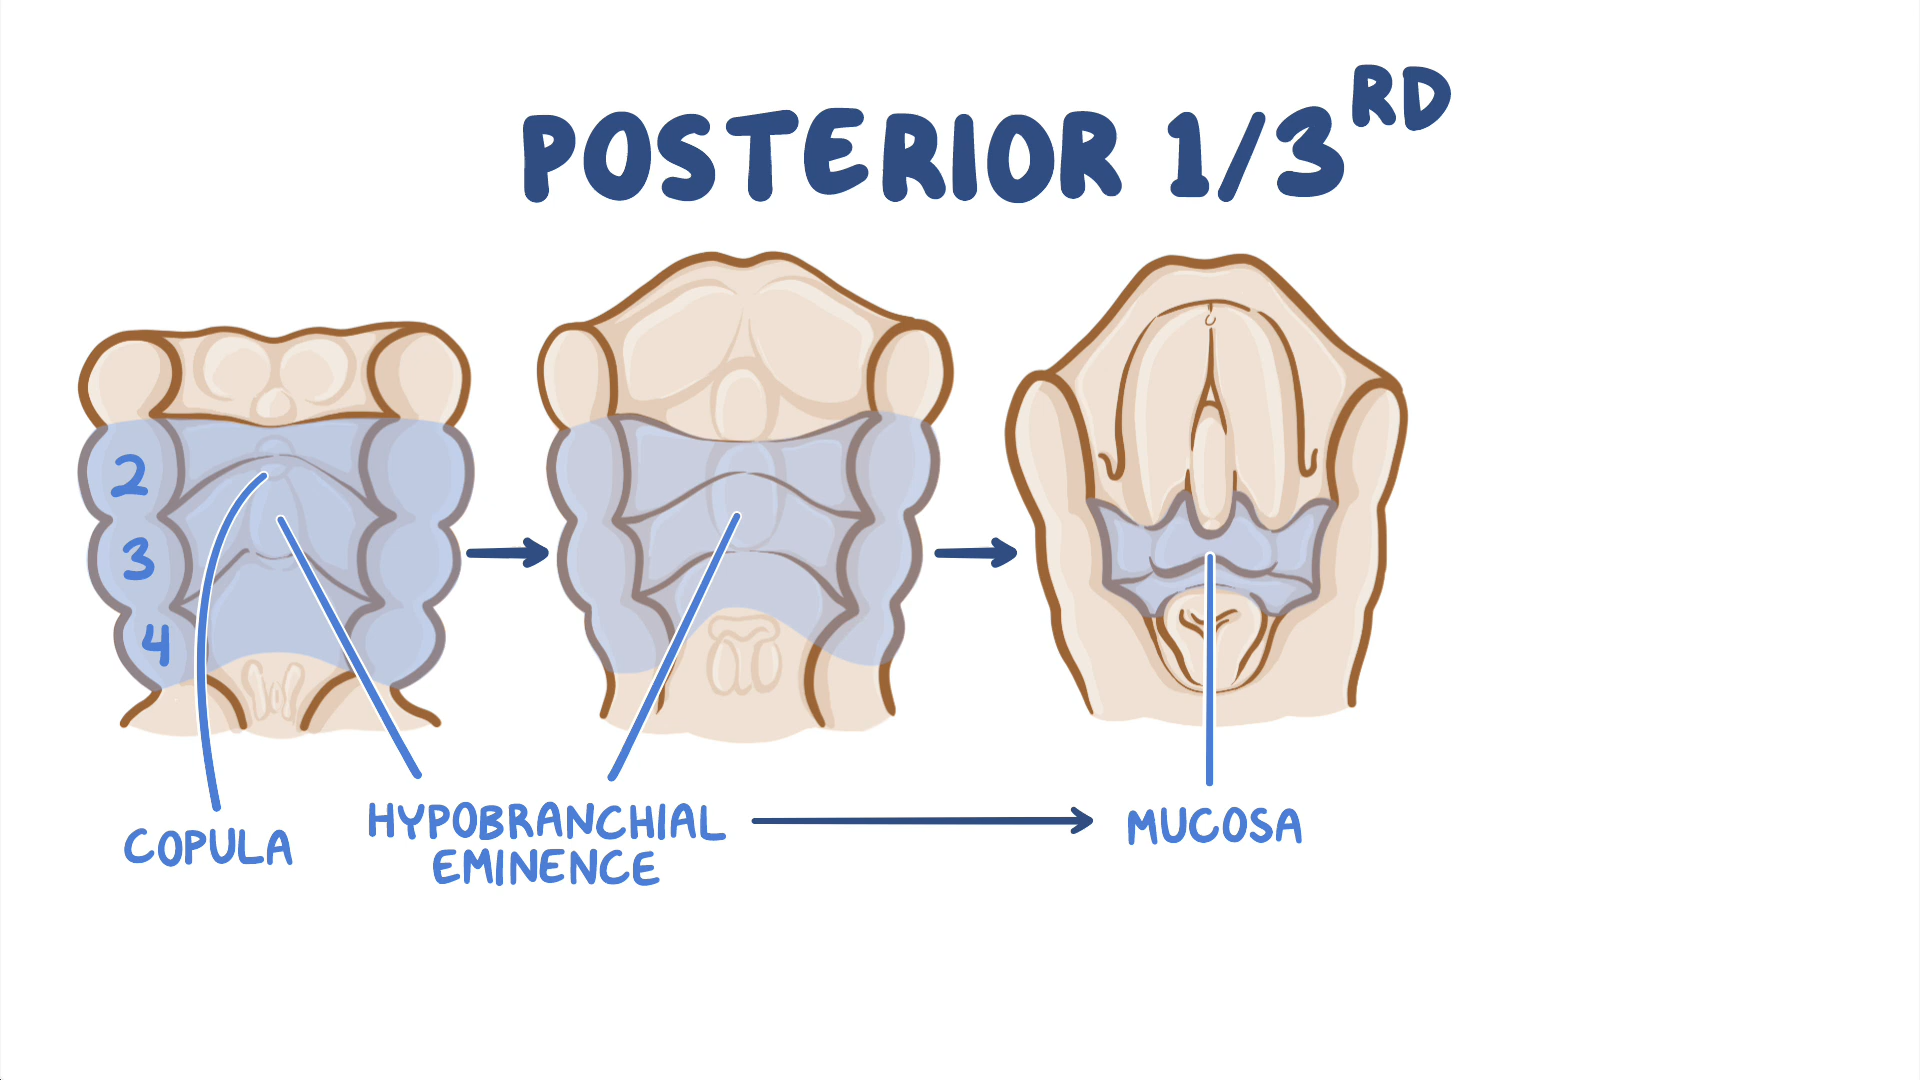 POSTERIOR 1/3RD
2
3
4
COPULA
HYPOBRANCHIAL
EMINENCE
MUCOSA